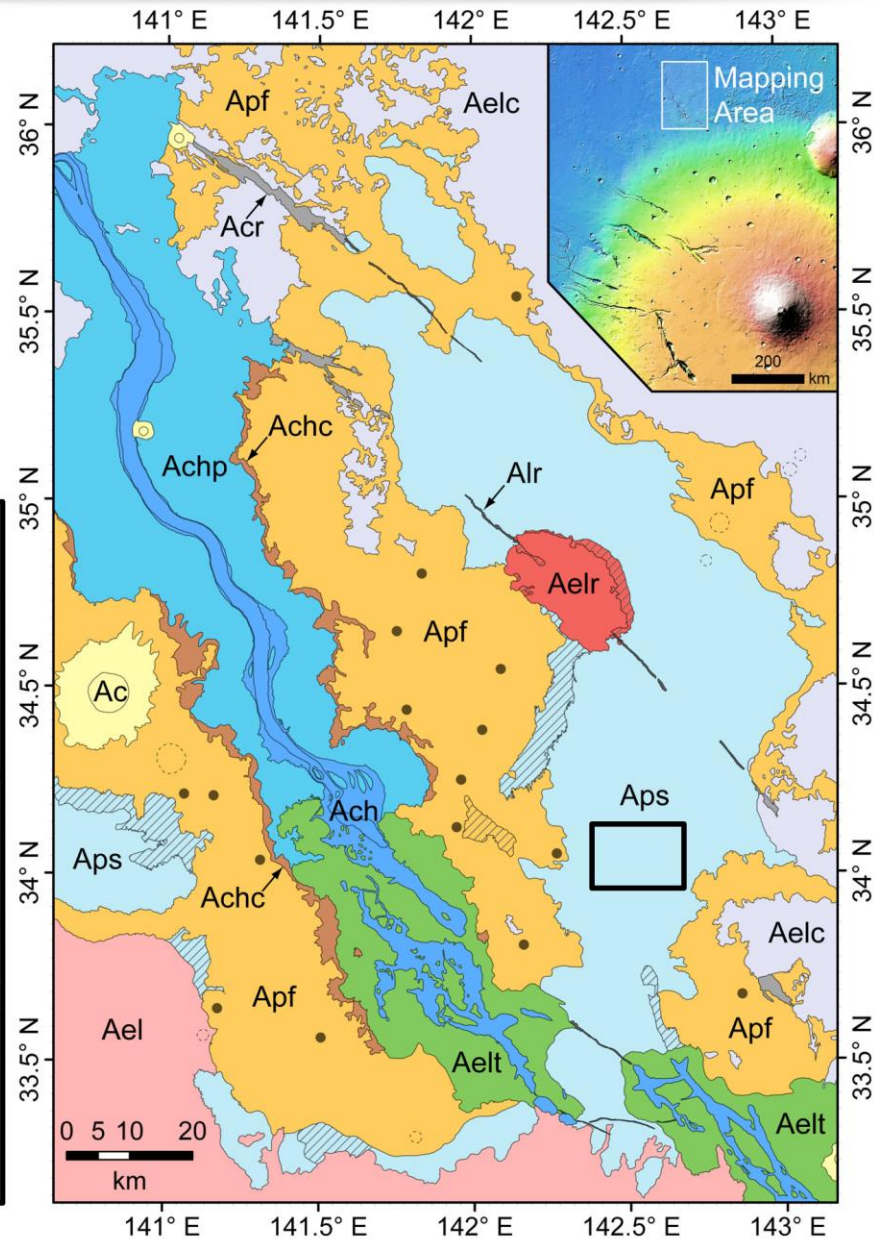 141° E 141.5° E 142° E 142.5° E 143° E
36° N
35.5° N
35° N
34.5° N
34° N
33.5° N
Apf
Aelc
Mapping
Area
200
km
Acr
36° N
35.5° N
35° N
34.5° N
34° N
33.5° N
Achc
Achp
Alr
Apf
Aelr
Apf
Ac
Aps
Ach
Aps
Achc
Aelc
Apf
Apf
Ael
Aelt
Aelt
0 5 10 20
km
141° E 141.5° E 142° E 142.5° E 143° E